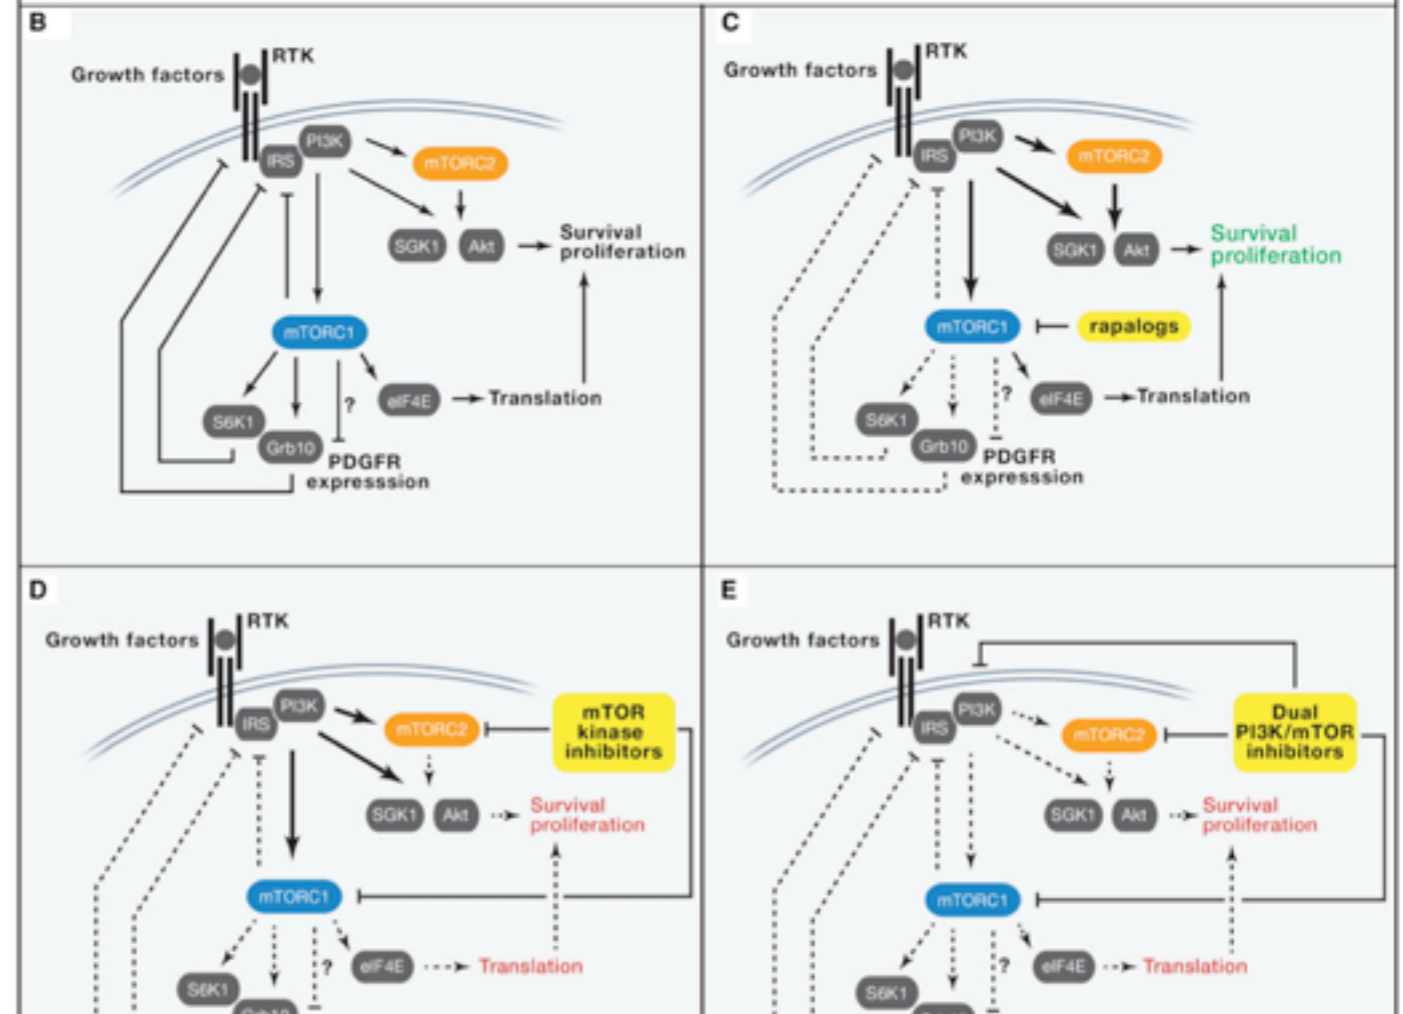 B
RTK
Growth factors
PI3K
IRS
mTORC2
SGK1
Akt
Survival
proliferation
mTORC1
?
eIF4E
Translation
S6K1
Grb10
PDGFR
expresssion
C
RTK
Growth factors
PI3K
IRS
mTORC2
SGK1
Akt
Survival
proliferation
mTORC1
rapalogs
?
eIF4E
Translation
S6K1
Grb10
PDGFR
expresssion
D
RTK
Growth factors
PI3K
IRS
mTORC2
mTOR
kinase
inhibitors
SGK1
Akt
Survival
proliferation
mTORC1
?
eIF4E
Translation
S6K1
E
RTK
Growth factors
PI3K
IRS
mTORC2
Dual
PI3K/mTOR
inhibitors
SGK1
Akt
Survival
proliferation
mTORC1
?
eIF4E
Translation
S6K1